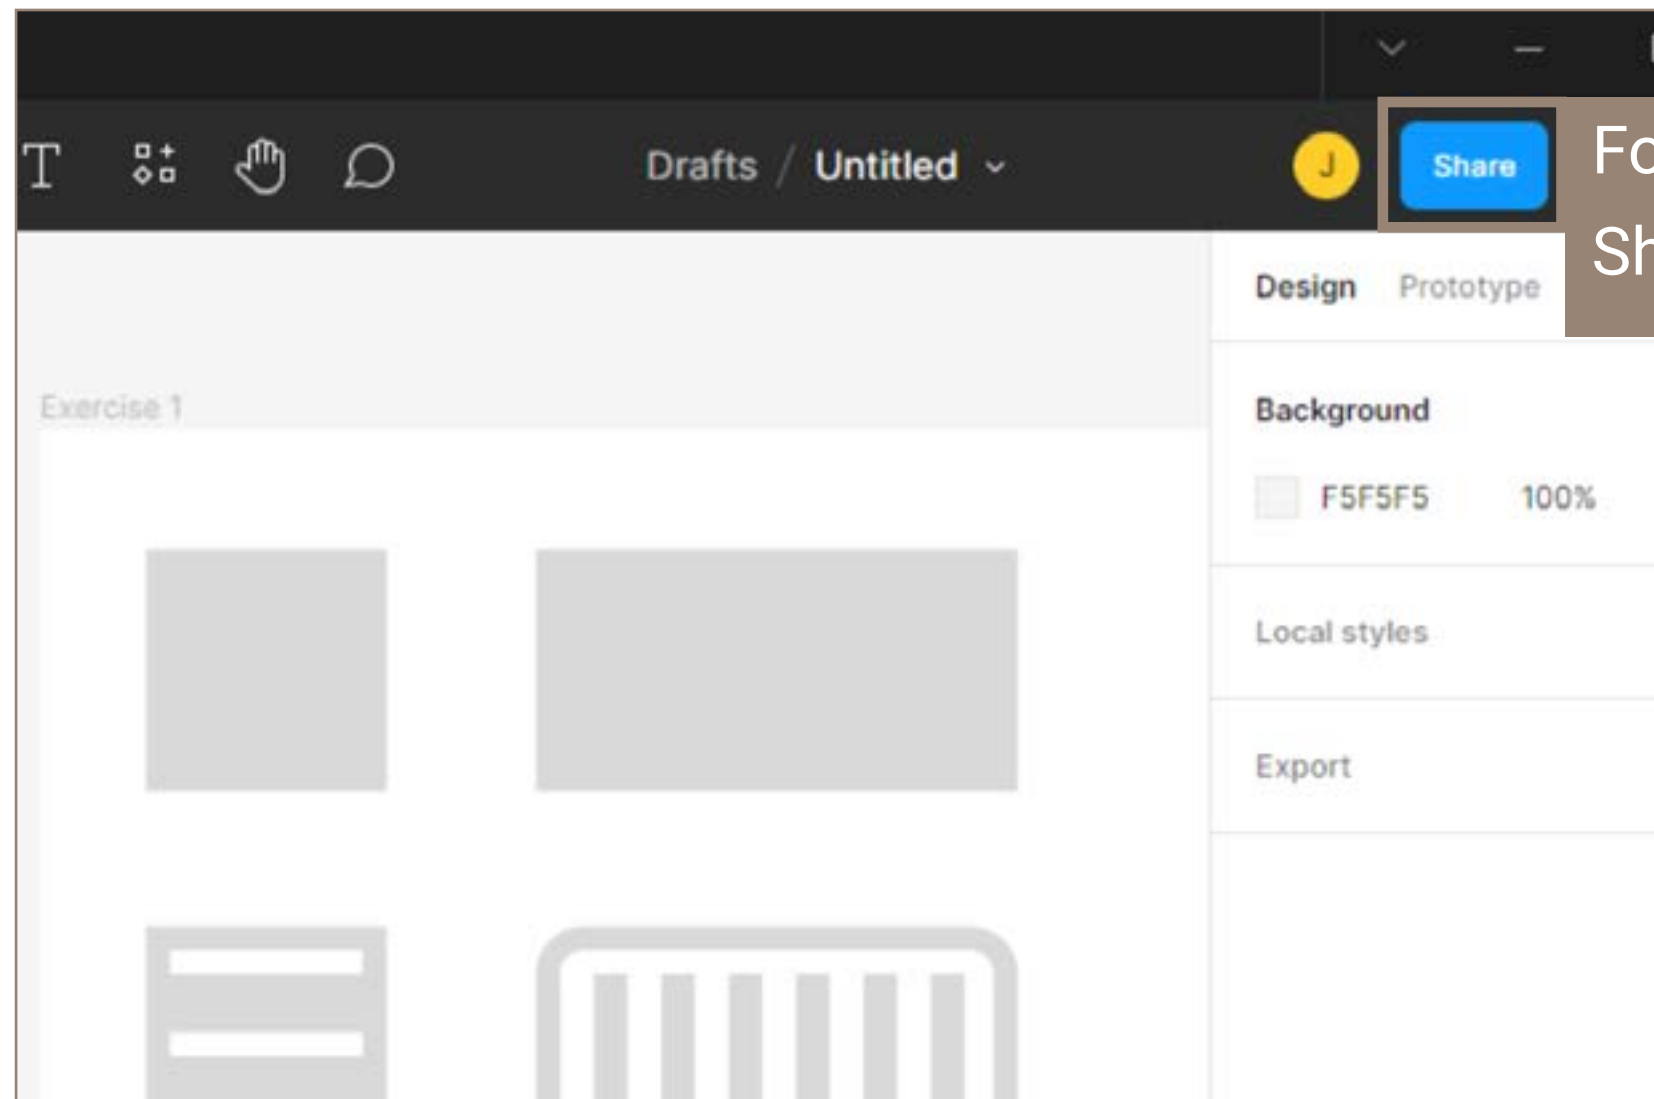 T
Drafts / Untitled
J
Share
Design Prototype
Exercise 1
Background
F5F5F5 100%
Local styles
Export